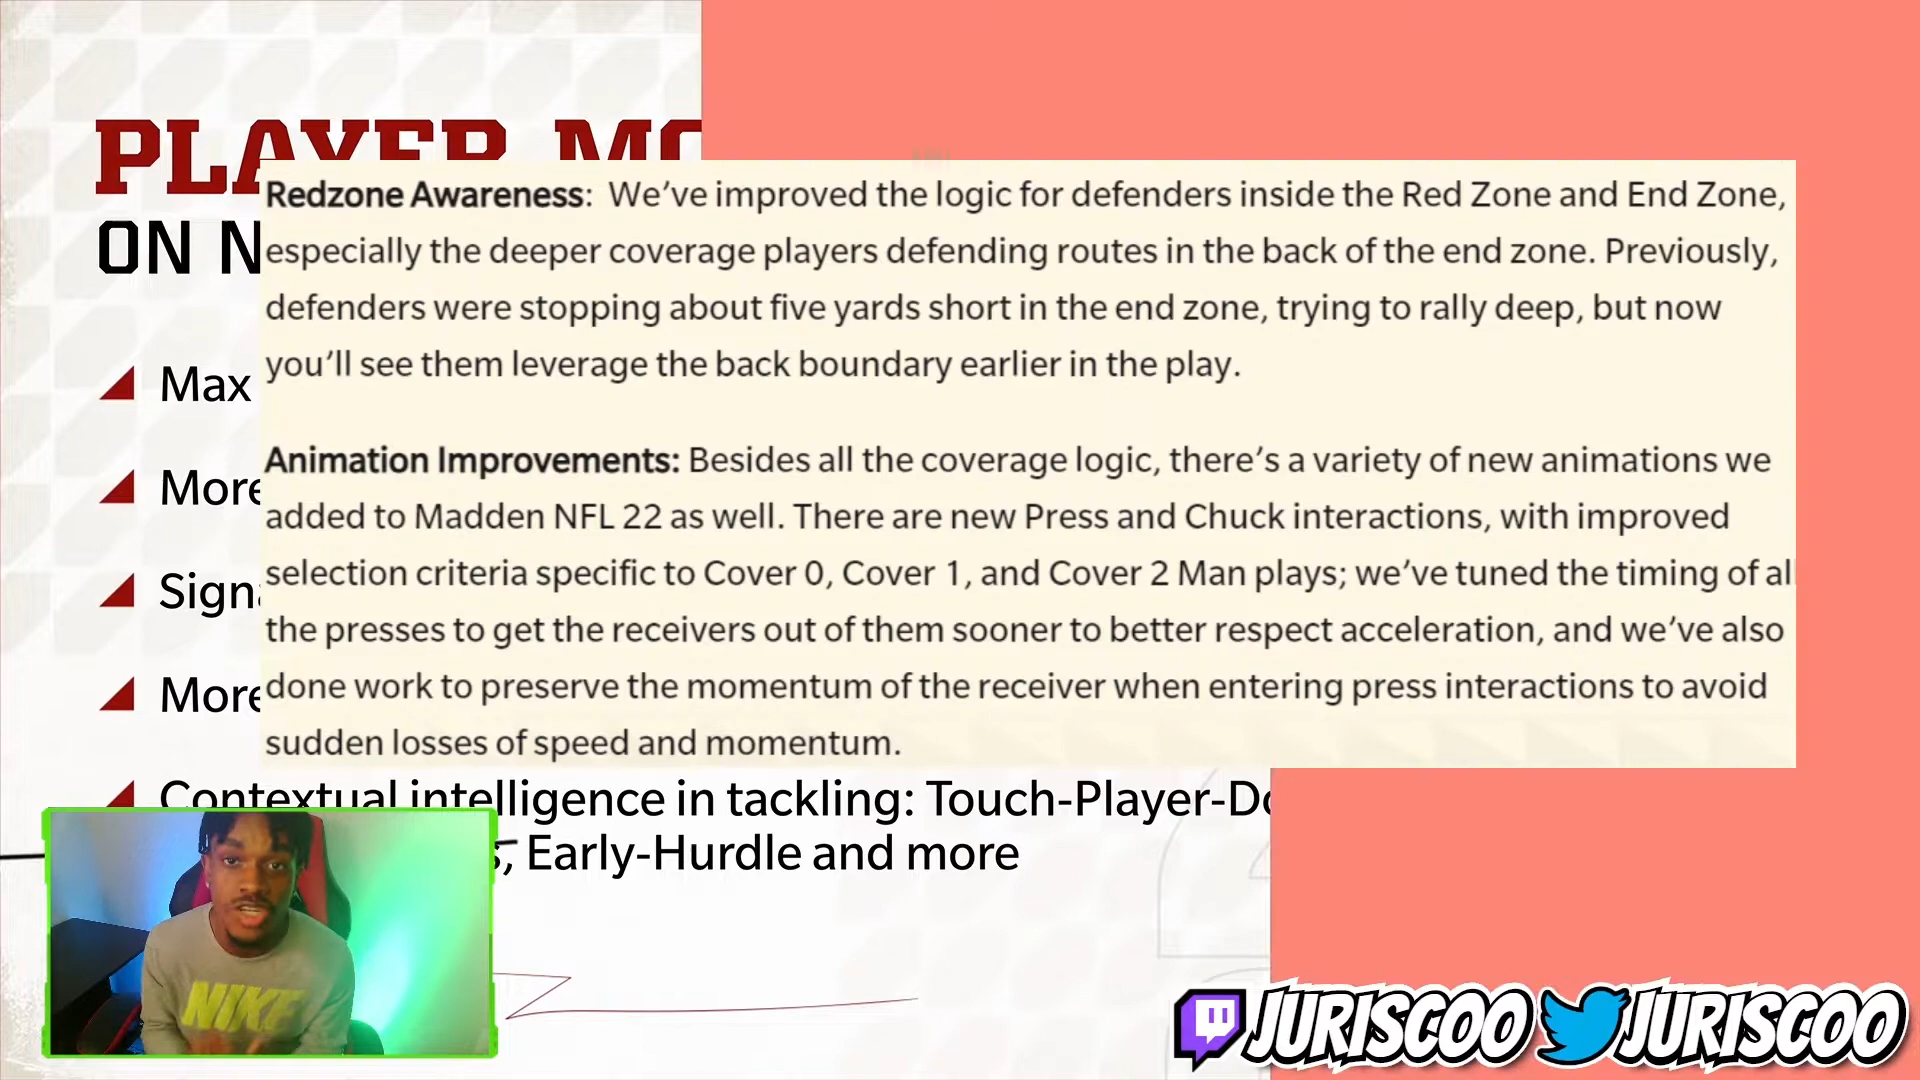 PLAYER MO
ON N
Redzone Awareness: We've improved the logic for defenders inside the Red Zone and End Zone,
especially the deeper coverage players defending routes in the back of the end zone. Previously,
defenders were stopping about five yards short in the end zone, trying to rally deep, but now
you'll see them leverage the back boundary earlier in the play.
Max
More
Animation Improvements: Besides all the coverage logic, there's a variety of new animations we
added to Madden NFL 22 as well. There are new Press and Chuck interactions, with improved
Signa
selection criteria specific to Cover 0, Cover 1, and Cover 2 Man plays; we've tuned the timing of all
the presses to get the receivers out of them sooner to better respect acceleration, and we've also
More
done work to preserve the momentum of the receiver when entering press interactions to avoid
sudden losses of speed and momentum.
Contextual intelligence in tackling: Touch-Player-Do
s, Early-Hurdle and more
NIKE
JURISCOO JURISCOO